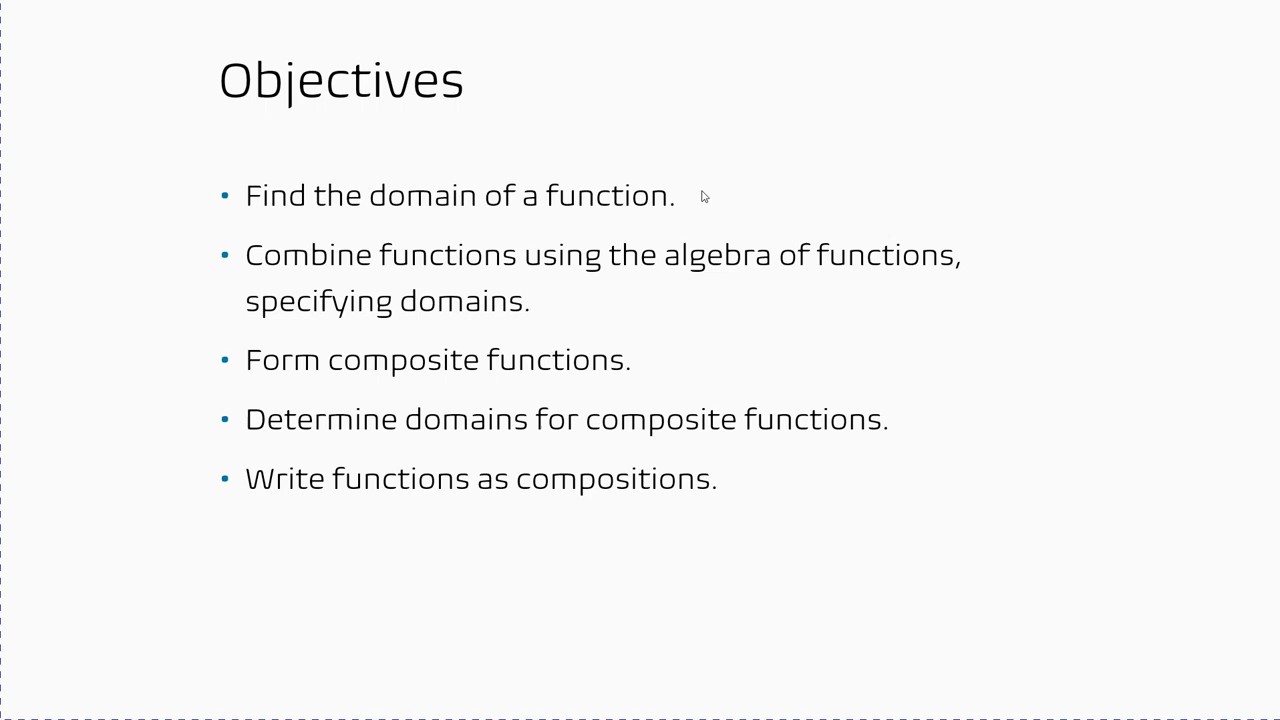 Objectives
• Find the domain of a function.
• Combine functions using the algebra of functions,
specifying domains.
• Form composite functions.
• Determine domains for composite functions.
• Write functions as compositions.